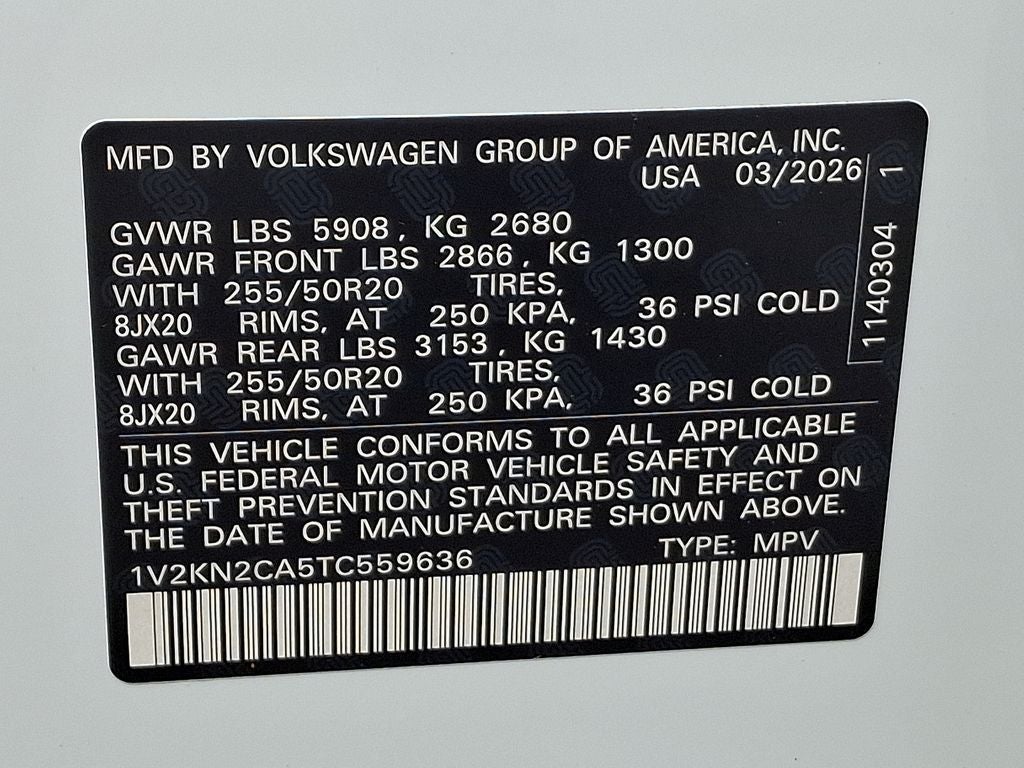 MFD BY VOLKSWAGEN GROUP OF AMERICA, INC.
USA 03/2026
GVWR LBS 5908, KG 2680
GAWR FRONT LBS 2866, KG 1300
WITH 255/50R20 TIRES,
8JX20 RIMS, AT 250 KPA, 36 PSI COLD
GAWR REAR LBS 3153, KG 1430
WITH 255/50R20 TIRES,
8JX20 RIMS, AT 250 KPA, 36 PSI COLD
1140304 1
THIS VEHICLE CONFORMS TO ALL APPLICABLE
U.S. FEDERAL MOTOR VEHICLE SAFETY AND
THEFT PREVENTION STANDARDS IN EFFECT ON
THE DATE OF MANUFACTURE SHOWN ABOVE.
1V2KN2CA5TC559636 TYPE: MPV